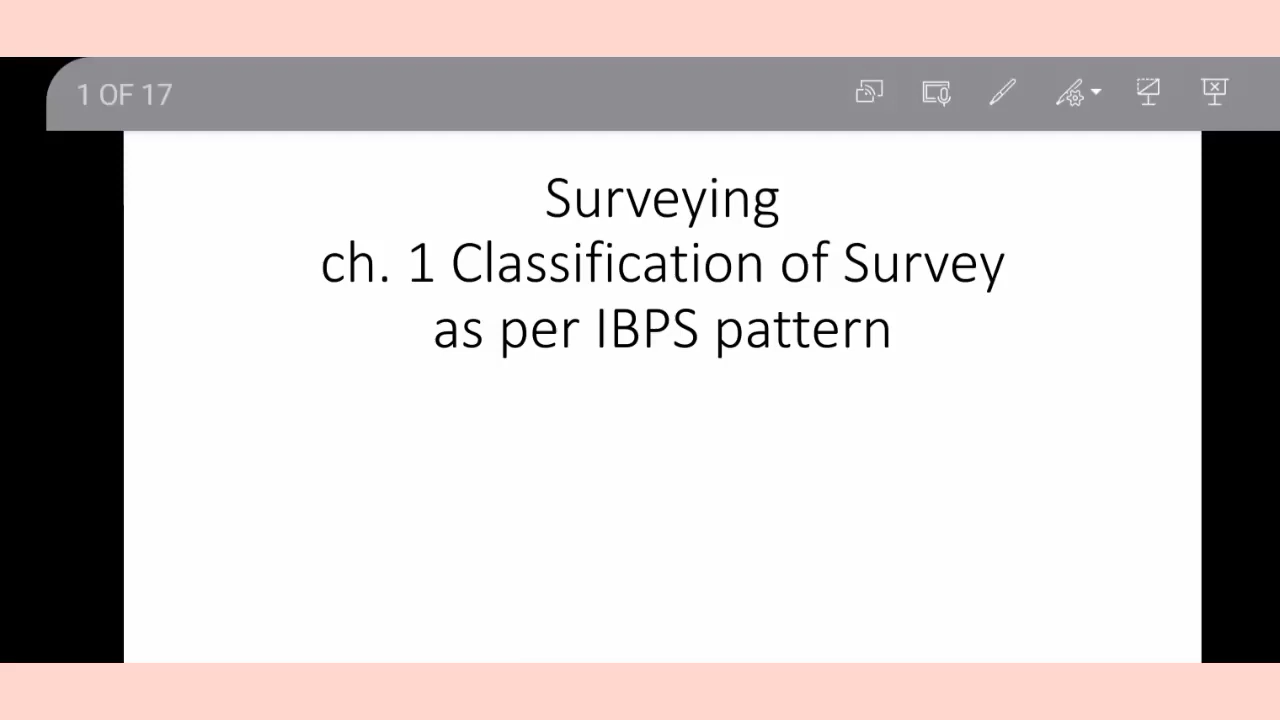 1 OF 17
Surveying
ch. 1 Classification of Survey
as per IBPS pattern